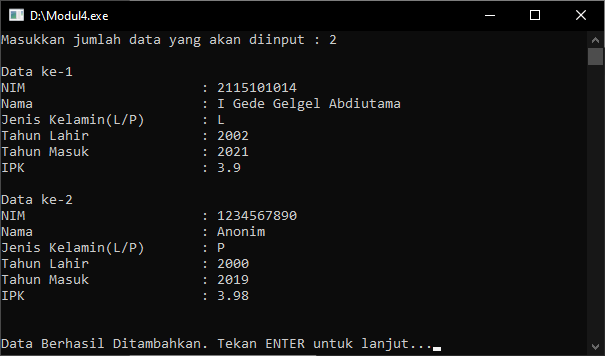 D:\Modul4.exe
Masukkan jumlah data yang akan diinput : 2
Data ke-1
NIM : 2115101014
Nama : I Gede Gelgel Abdiutama
Jenis Kelamin(L/P) : L
Tahun Lahir : 2002
Tahun Masuk : 2021
IPK : 3.9
Data ke-2
NIM : 1234567890
Nama : Anonim
Jenis Kelamin(L/P) : P
Tahun Lahir : 2000
Tahun Masuk : 2019
IPK : 3.98
Data Berhasil Ditambahkan. Tekan ENTER untuk lanjut...